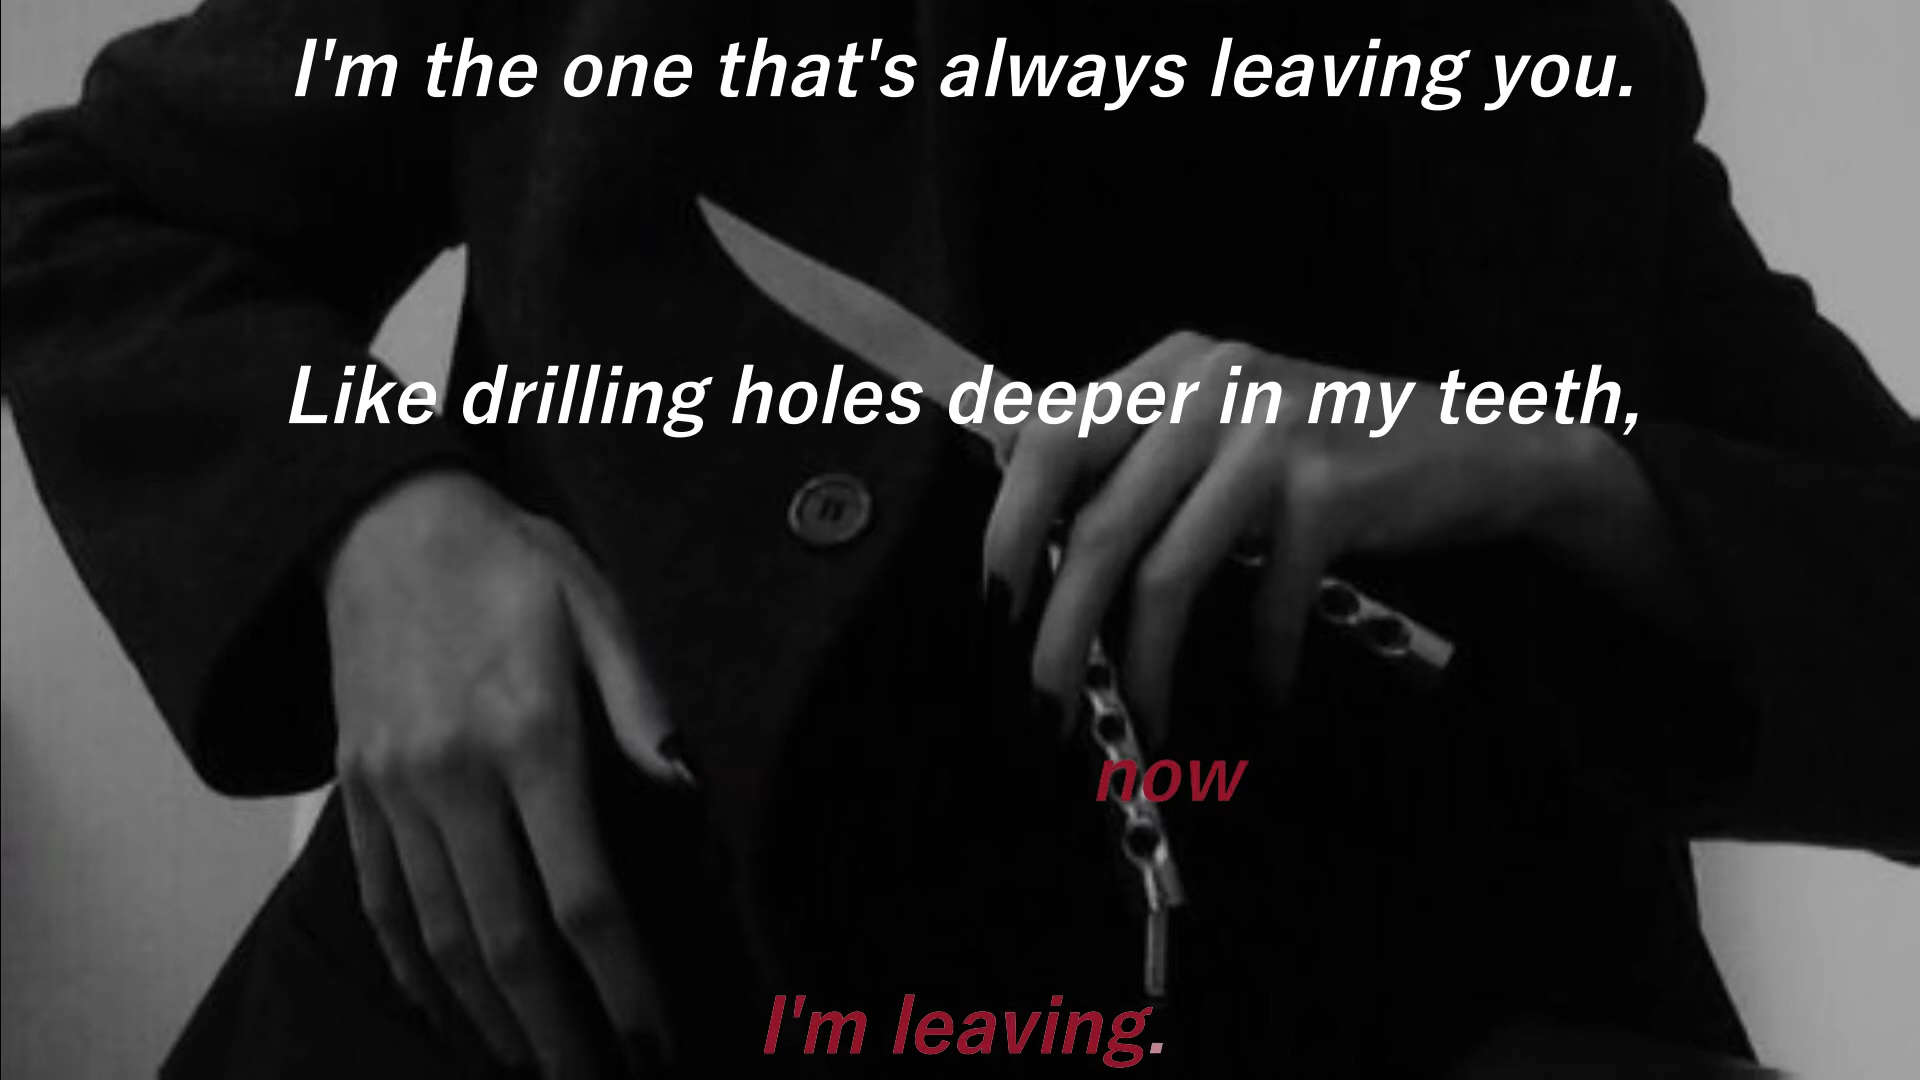 I'm the one that's always leaving you.
Like drilling holes deeper in my teeth,
now
I'm leaving.